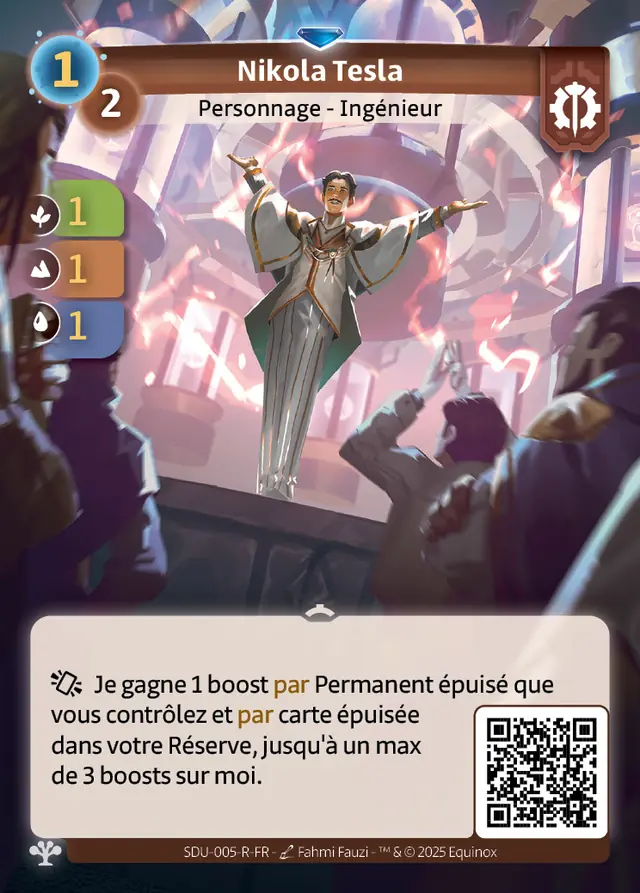 1
Nikola Tesla
2
Personnage - Ingénieur
1
1
1
Je gagne 1 boost par Permanent épuisé que
vous contrôlez et par carte épuisée
dans votre Réserve, jusqu'à un max
de 3 boosts sur moi.
SDU-005-R-FR - Fahmi Fauzi - ™ & © 2025 Equinox